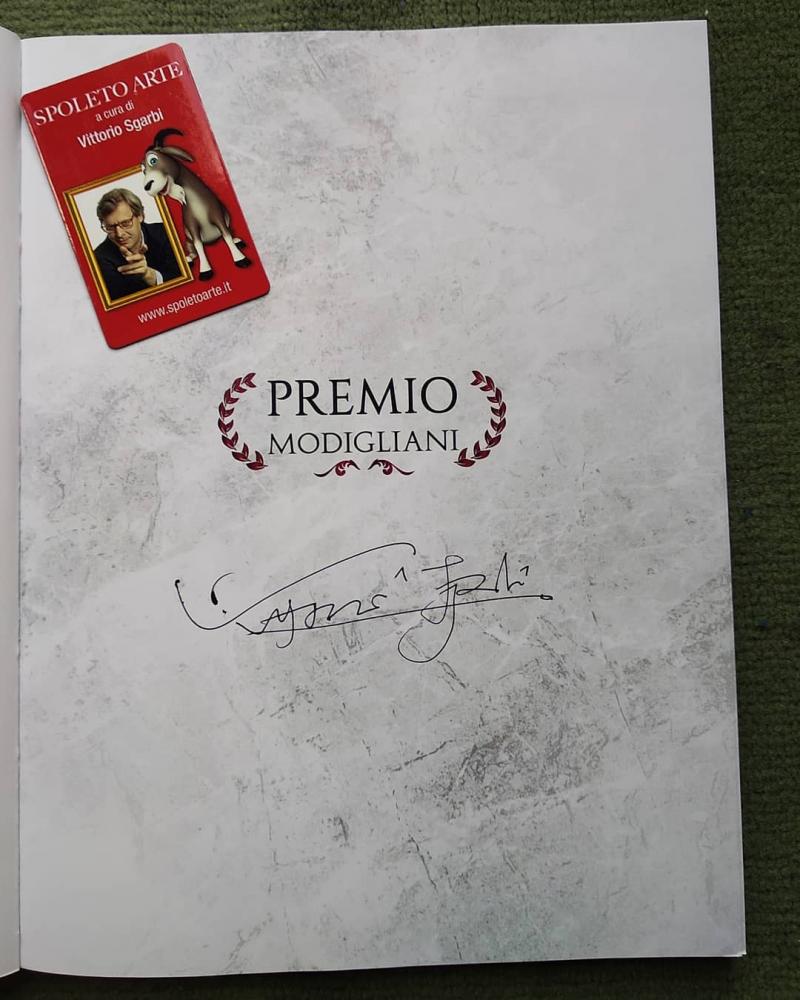 SPOLETO ARTE
a cura di
Vittorio Sgarbi
www.spoletoarte.it
PREMIO
MODIGLIANI